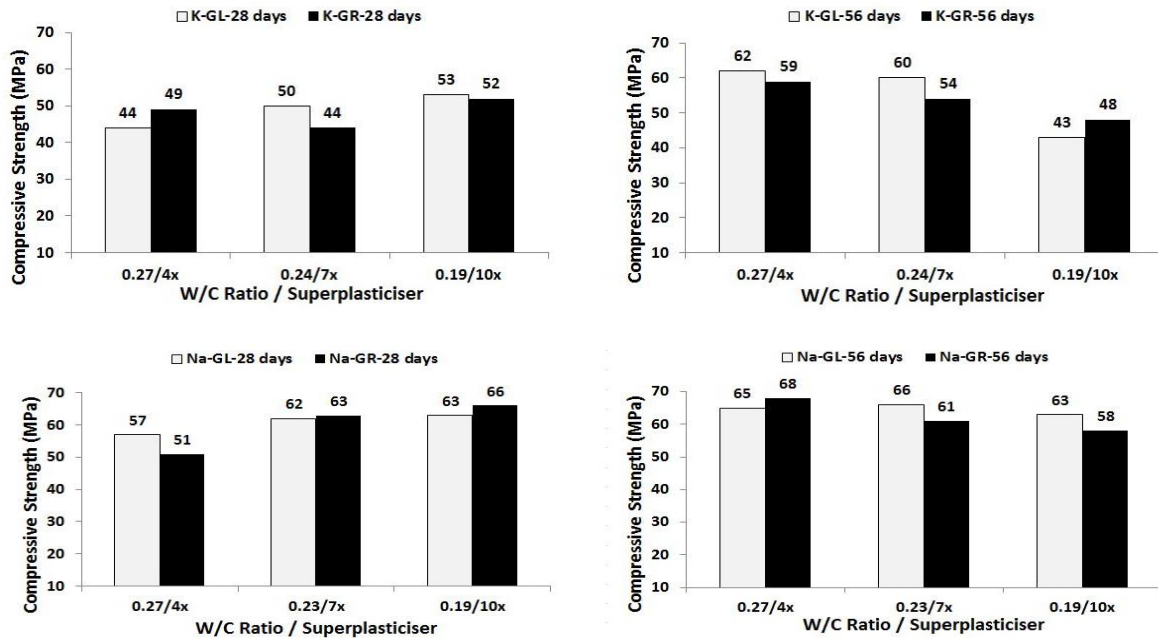 K-GL-28 days K-GR-28 days
Compressive Strength (MPa)
70
60
50
40
30
20
10
44 49 50 44 53 52
0.27/4x 0.24/7x 0.19/10x
W/C Ratio / Superplasticiser
K-GL-56 days K-GR-56 days
Compressive Strength (MPa)
70
60
50
40
30
20
10
62 59 60 54 43 48
0.27/4x 0.24/7x 0.19/10x
W/C Ratio / Superplasticiser
Na-GL-28 days Na-GR-28 days
Compressive Strength (MPa)
70
60
50
40
30
20
10
57 51 62 63 63 66
0.27/4x 0.23/7x 0.19/10x
W/C Ratio / Superplasticiser
Na-GL-56 days Na-GR-56 days
Compressive Strength (MPa)
70
60
50
40
30
20
10
65 68 66 61 63 58
0.27/4x 0.23/7x 0.19/10x
W/C Ratio / Superplasticiser